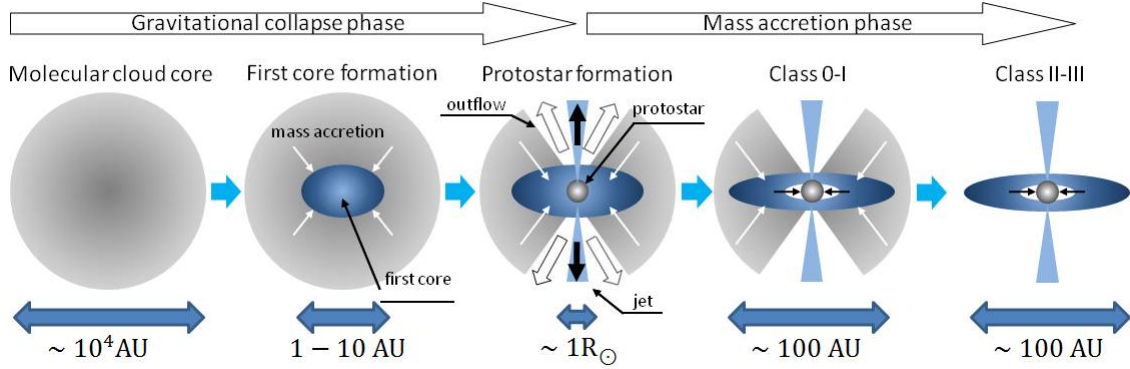 Gravitational collapse phase
Mass accretion phase
Molecular cloud core
First core formation
Protostar formation
Class 0-I
Class II-III
outflow
protostar
mass accretion
first core
jet
~ 10⁴AU
1 – 10 AU
~ 1R☉
~ 100 AU
~ 100 AU